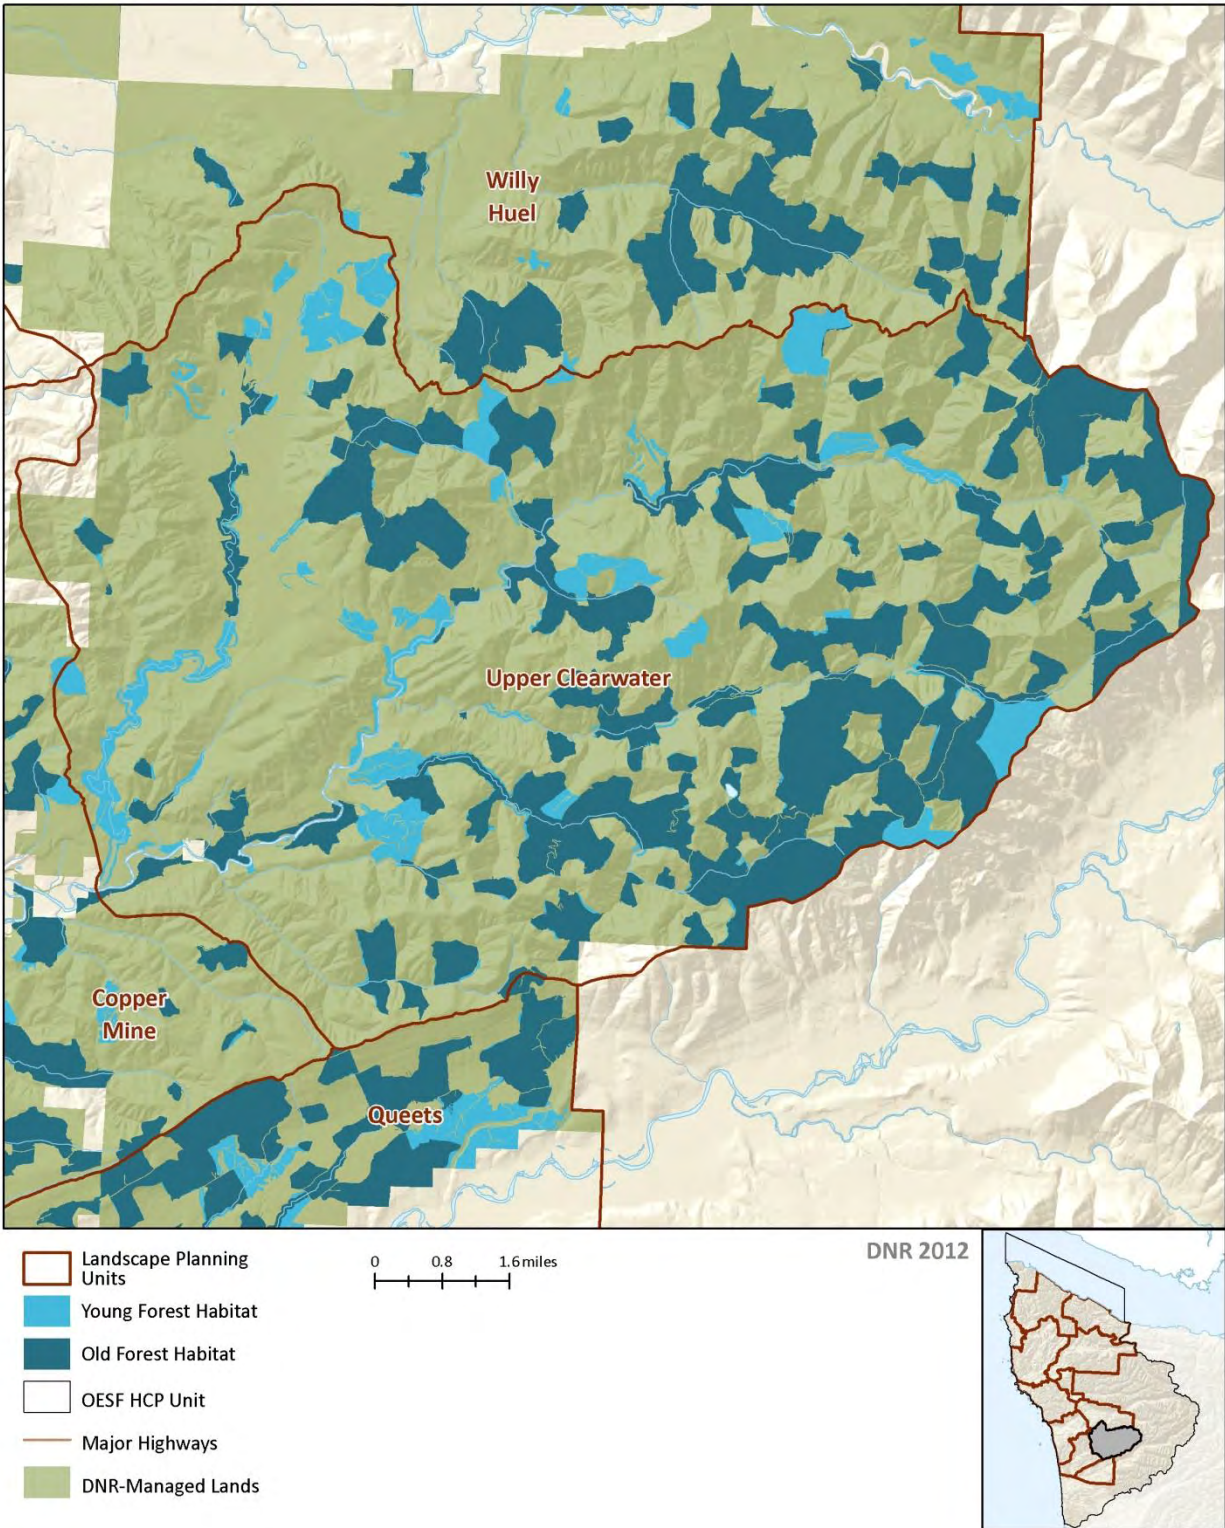 Willy
Huel
Upper Clearwater
Copper
Mine
Queets
Landscape Planning
Units
Young Forest Habitat
Old Forest Habitat
OESF HCP Unit
Major Highways
DNR-Managed Lands
0 0.8 1.6 miles
DNR 2012